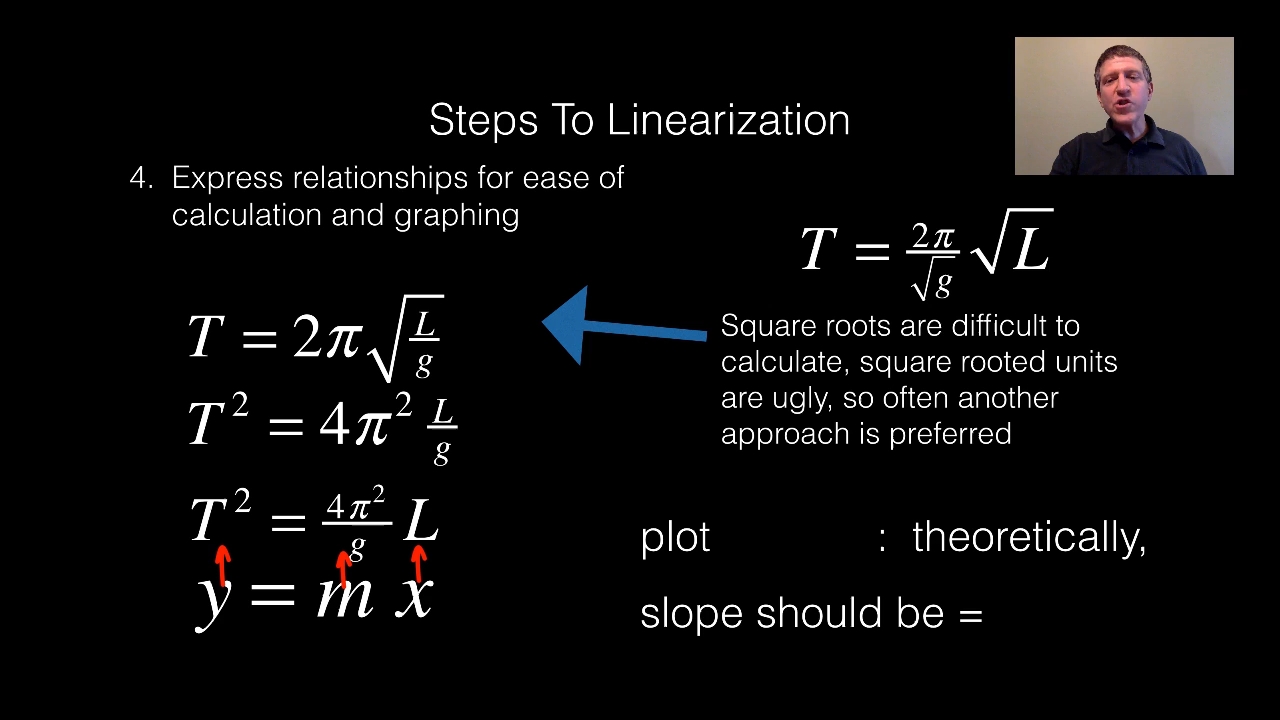 Steps To Linearization
4. Express relationships for ease of
calculation and graphing
T = 2π√(L/g)
T² = 4π² L/g
T² = 4π²/g L
y = m x
T = 2π/√g √L
Square roots are difficult to
calculate, square rooted units
are ugly, so often another
approach is preferred
plot : theoretically,
slope should be =